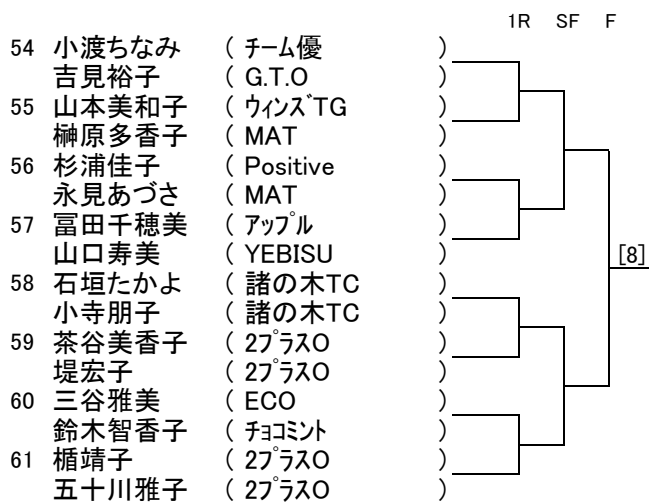 1R SF F
54 小渡ちなみ ( チーム優 )
吉見裕子 ( G.T.O )
55 山本美和子 ( ウィンズTG )
榊原多香子 ( MAT )
56 杉浦佳子 ( Positive )
永見あづさ ( MAT )
57 冨田千穂美 ( アップル )
山口寿美 ( YEBISU )
[8]
58 石垣たかよ ( 諸の木TC )
小寺朋子 ( 諸の木TC )
59 茶谷美香子 ( 2プラスO )
堤宏子 ( 2プラスO )
60 三谷雅美 ( ECO )
鈴木智香子 ( チョコミント )
61 楯靖子 ( 2プラスO )
五十川雅子 ( 2プラスO )